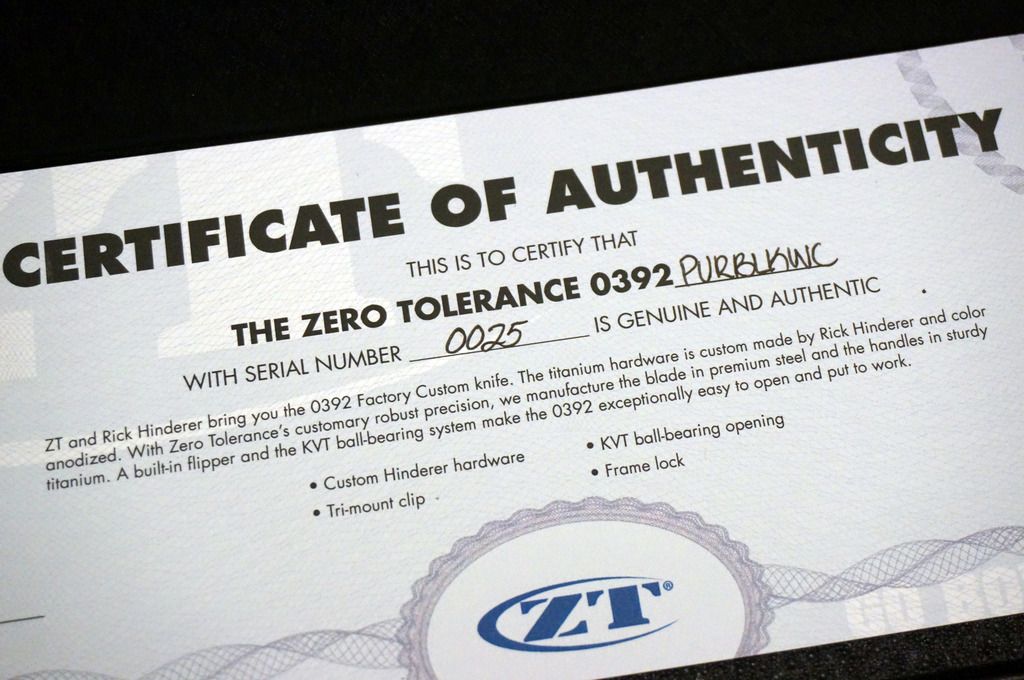 CERTIFICATE OF AUTHENTICITY
THIS IS TO CERTIFY THAT
THE ZERO TOLERANCE 0392 PURBLKWC
WITH SERIAL NUMBER 0025 IS GENUINE AND AUTHENTIC
ZT and Rick Hinderer bring you the 0392 Factory Custom knife. The titanium hardware is custom made by Rick Hinderer and color
anodized. With Zero Tolerance's customary robust precision, we manufacture the blade in premium steel and the handles in sturdy
titanium. A built-in flipper and the KVT ball-bearing system make the 0392 exceptionally easy to open and put to work.
• Custom Hinderer hardware
• Tri-mount clip
• KVT ball-bearing opening
• Frame lock
ZT®